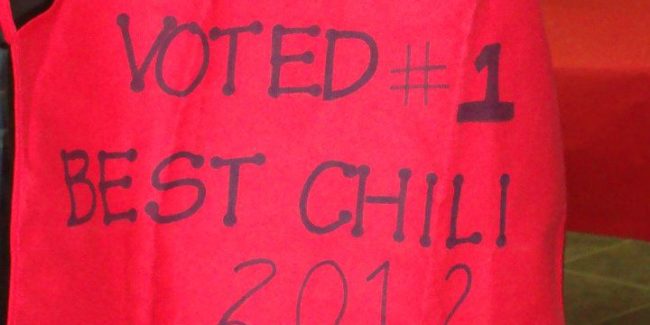 VOTED #1
BEST CHILI
2012